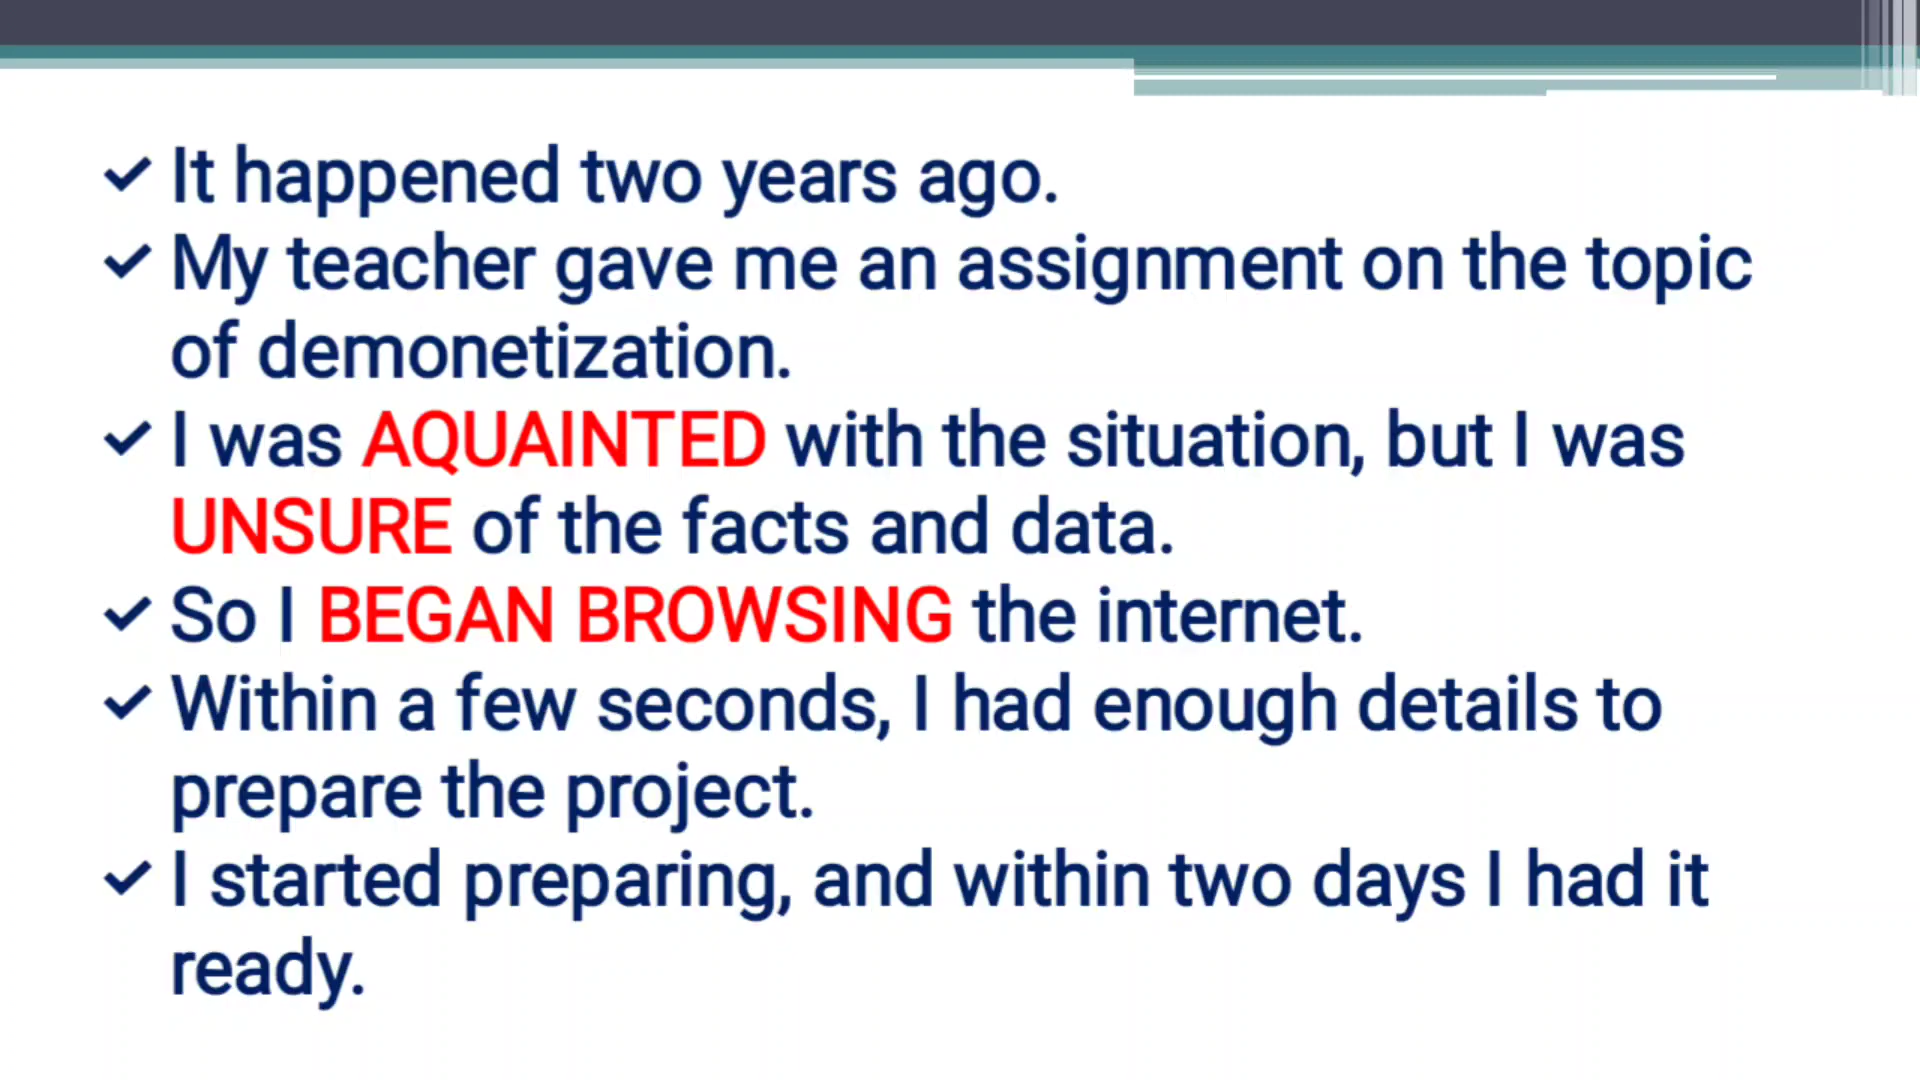 ✓ It happened two years ago.
✓ My teacher gave me an assignment on the topic
of demonetization.
✓ I was AQUAINTED with the situation, but I was
UNSURE of the facts and data.
✓ So I BEGAN BROWSING the internet.
✓ Within a few seconds, I had enough details to
prepare the project.
✓ I started preparing, and within two days I had it
ready.